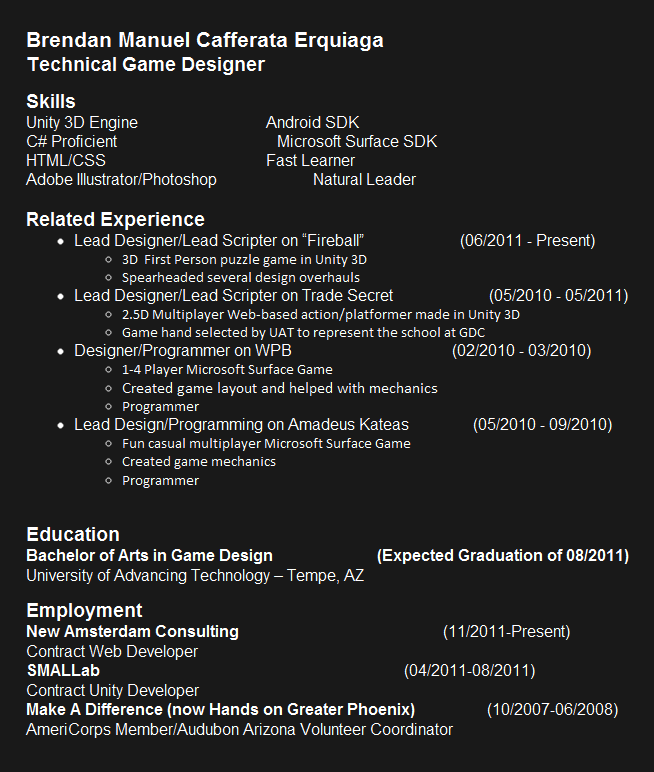 Brendan Manuel Cafferata Erquiaga
Technical Game Designer
Skills
Unity 3D Engine Android SDK
C# Proficient Microsoft Surface SDK
HTML/CSS Fast Learner
Adobe Illustrator/Photoshop Natural Leader
Related Experience
• Lead Designer/Lead Scripter on “Fireball” (06/2011 - Present)
○ 3D First Person puzzle game in Unity 3D
○ Spearheaded several design overhauls
• Lead Designer/Lead Scripter on Trade Secret (05/2010 - 05/2011)
○ 2.5D Multiplayer Web-based action/platformer made in Unity 3D
○ Game hand selected by UAT to represent the school at GDC
• Designer/Programmer on WPB (02/2010 - 03/2010)
○ 1-4 Player Microsoft Surface Game
○ Created game layout and helped with mechanics
○ Programmer
• Lead Design/Programming on Amadeus Kateas (05/2010 - 09/2010)
○ Fun casual multiplayer Microsoft Surface Game
○ Created game mechanics
○ Programmer
Education
Bachelor of Arts in Game Design (Expected Graduation of 08/2011)
University of Advancing Technology – Tempe, AZ
Employment
New Amsterdam Consulting (11/2011-Present)
Contract Web Developer
SMALLab (04/2011-08/2011)
Contract Unity Developer
Make A Difference (now Hands on Greater Phoenix) (10/2007-06/2008)
AmeriCorps Member/Audubon Arizona Volunteer Coordinator